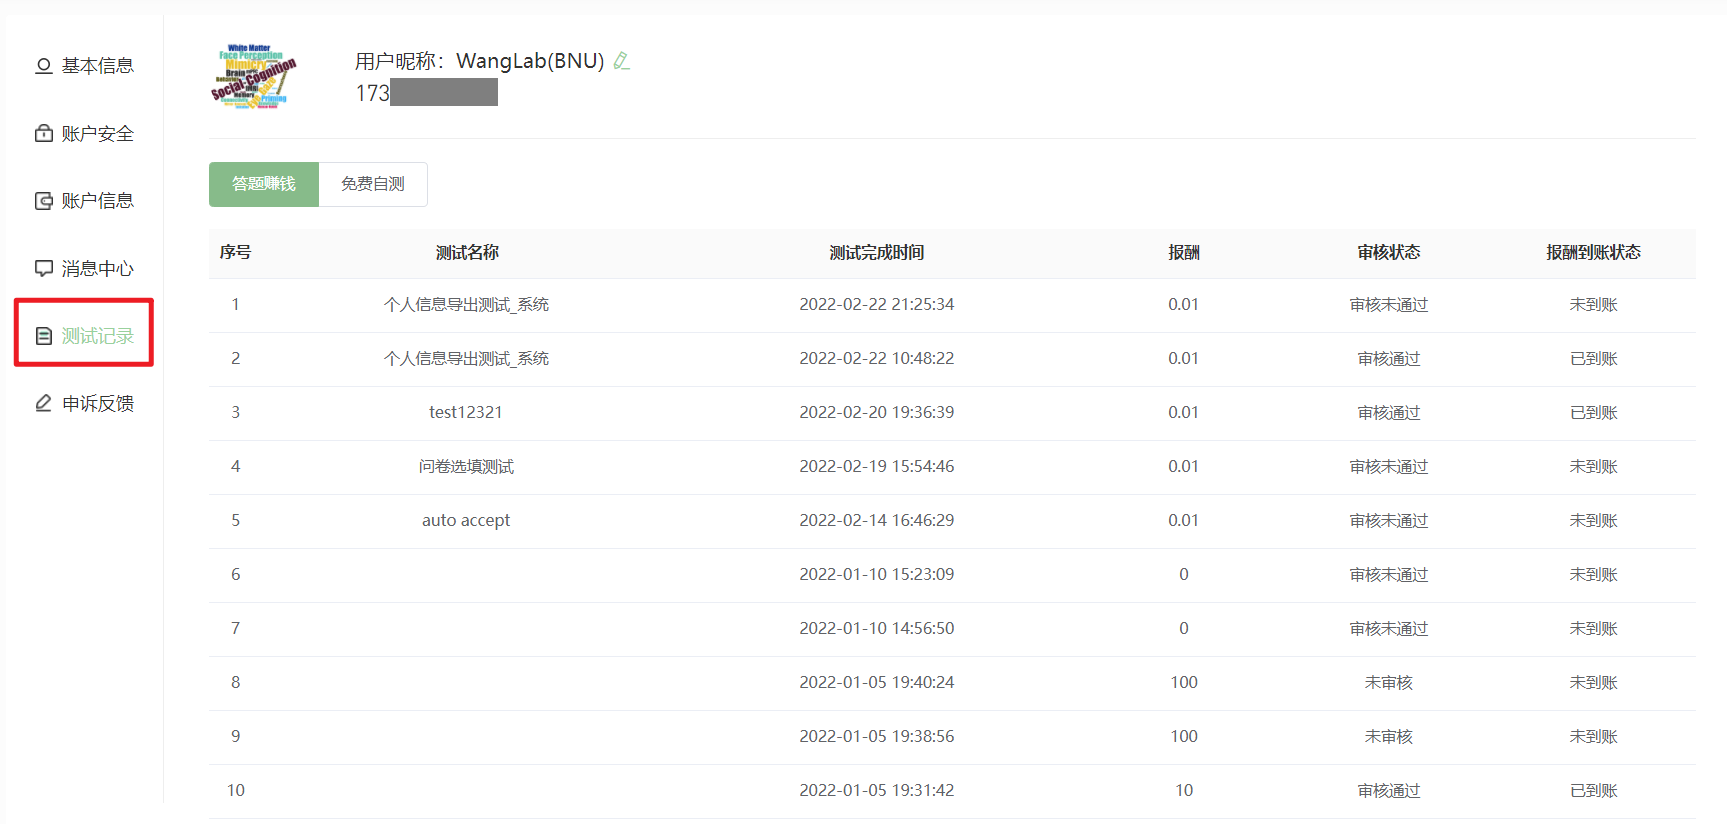 基本信息
账户安全
账户信息
消息中心
测试记录
申诉反馈
White Matter
Face Perception
Mimicry
Brain
Social-Cognition
Memory
Priming
用户昵称：WangLab(BNU)
173
答题赚钱 免费自测
序号 测试名称 测试完成时间 报酬 审核状态 报酬到账状态
1 个人信息导出测试_系统 2022-02-22 21:25:34 0.01 审核未通过 未到账
2 个人信息导出测试_系统 2022-02-22 10:48:22 0.01 审核通过 已到账
3 test12321 2022-02-20 19:36:39 0.01 审核通过 已到账
4 问卷选填测试 2022-02-19 15:54:46 0.01 审核未通过 未到账
5 auto accept 2022-02-14 16:46:29 0.01 审核未通过 未到账
6 2022-01-10 15:23:09 0 审核未通过 未到账
7 2022-01-10 14:56:50 0 审核未通过 未到账
8 2022-01-05 19:40:24 100 未审核 未到账
9 2022-01-05 19:38:56 100 未审核 未到账
10 2022-01-05 19:31:42 10 审核通过 已到账